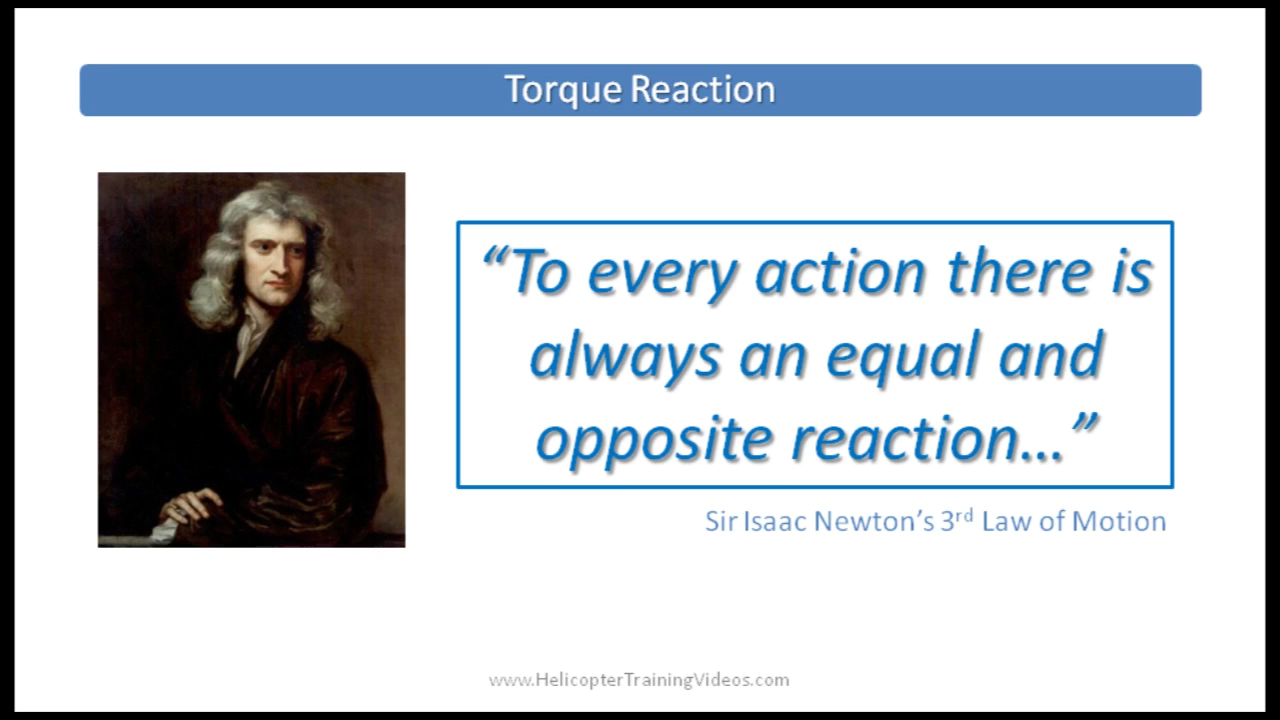 Torque Reaction
“To every action there is
always an equal and
opposite reaction...”
Sir Isaac Newton’s 3rd Law of Motion
www.HelicopterTrainingVideos.com